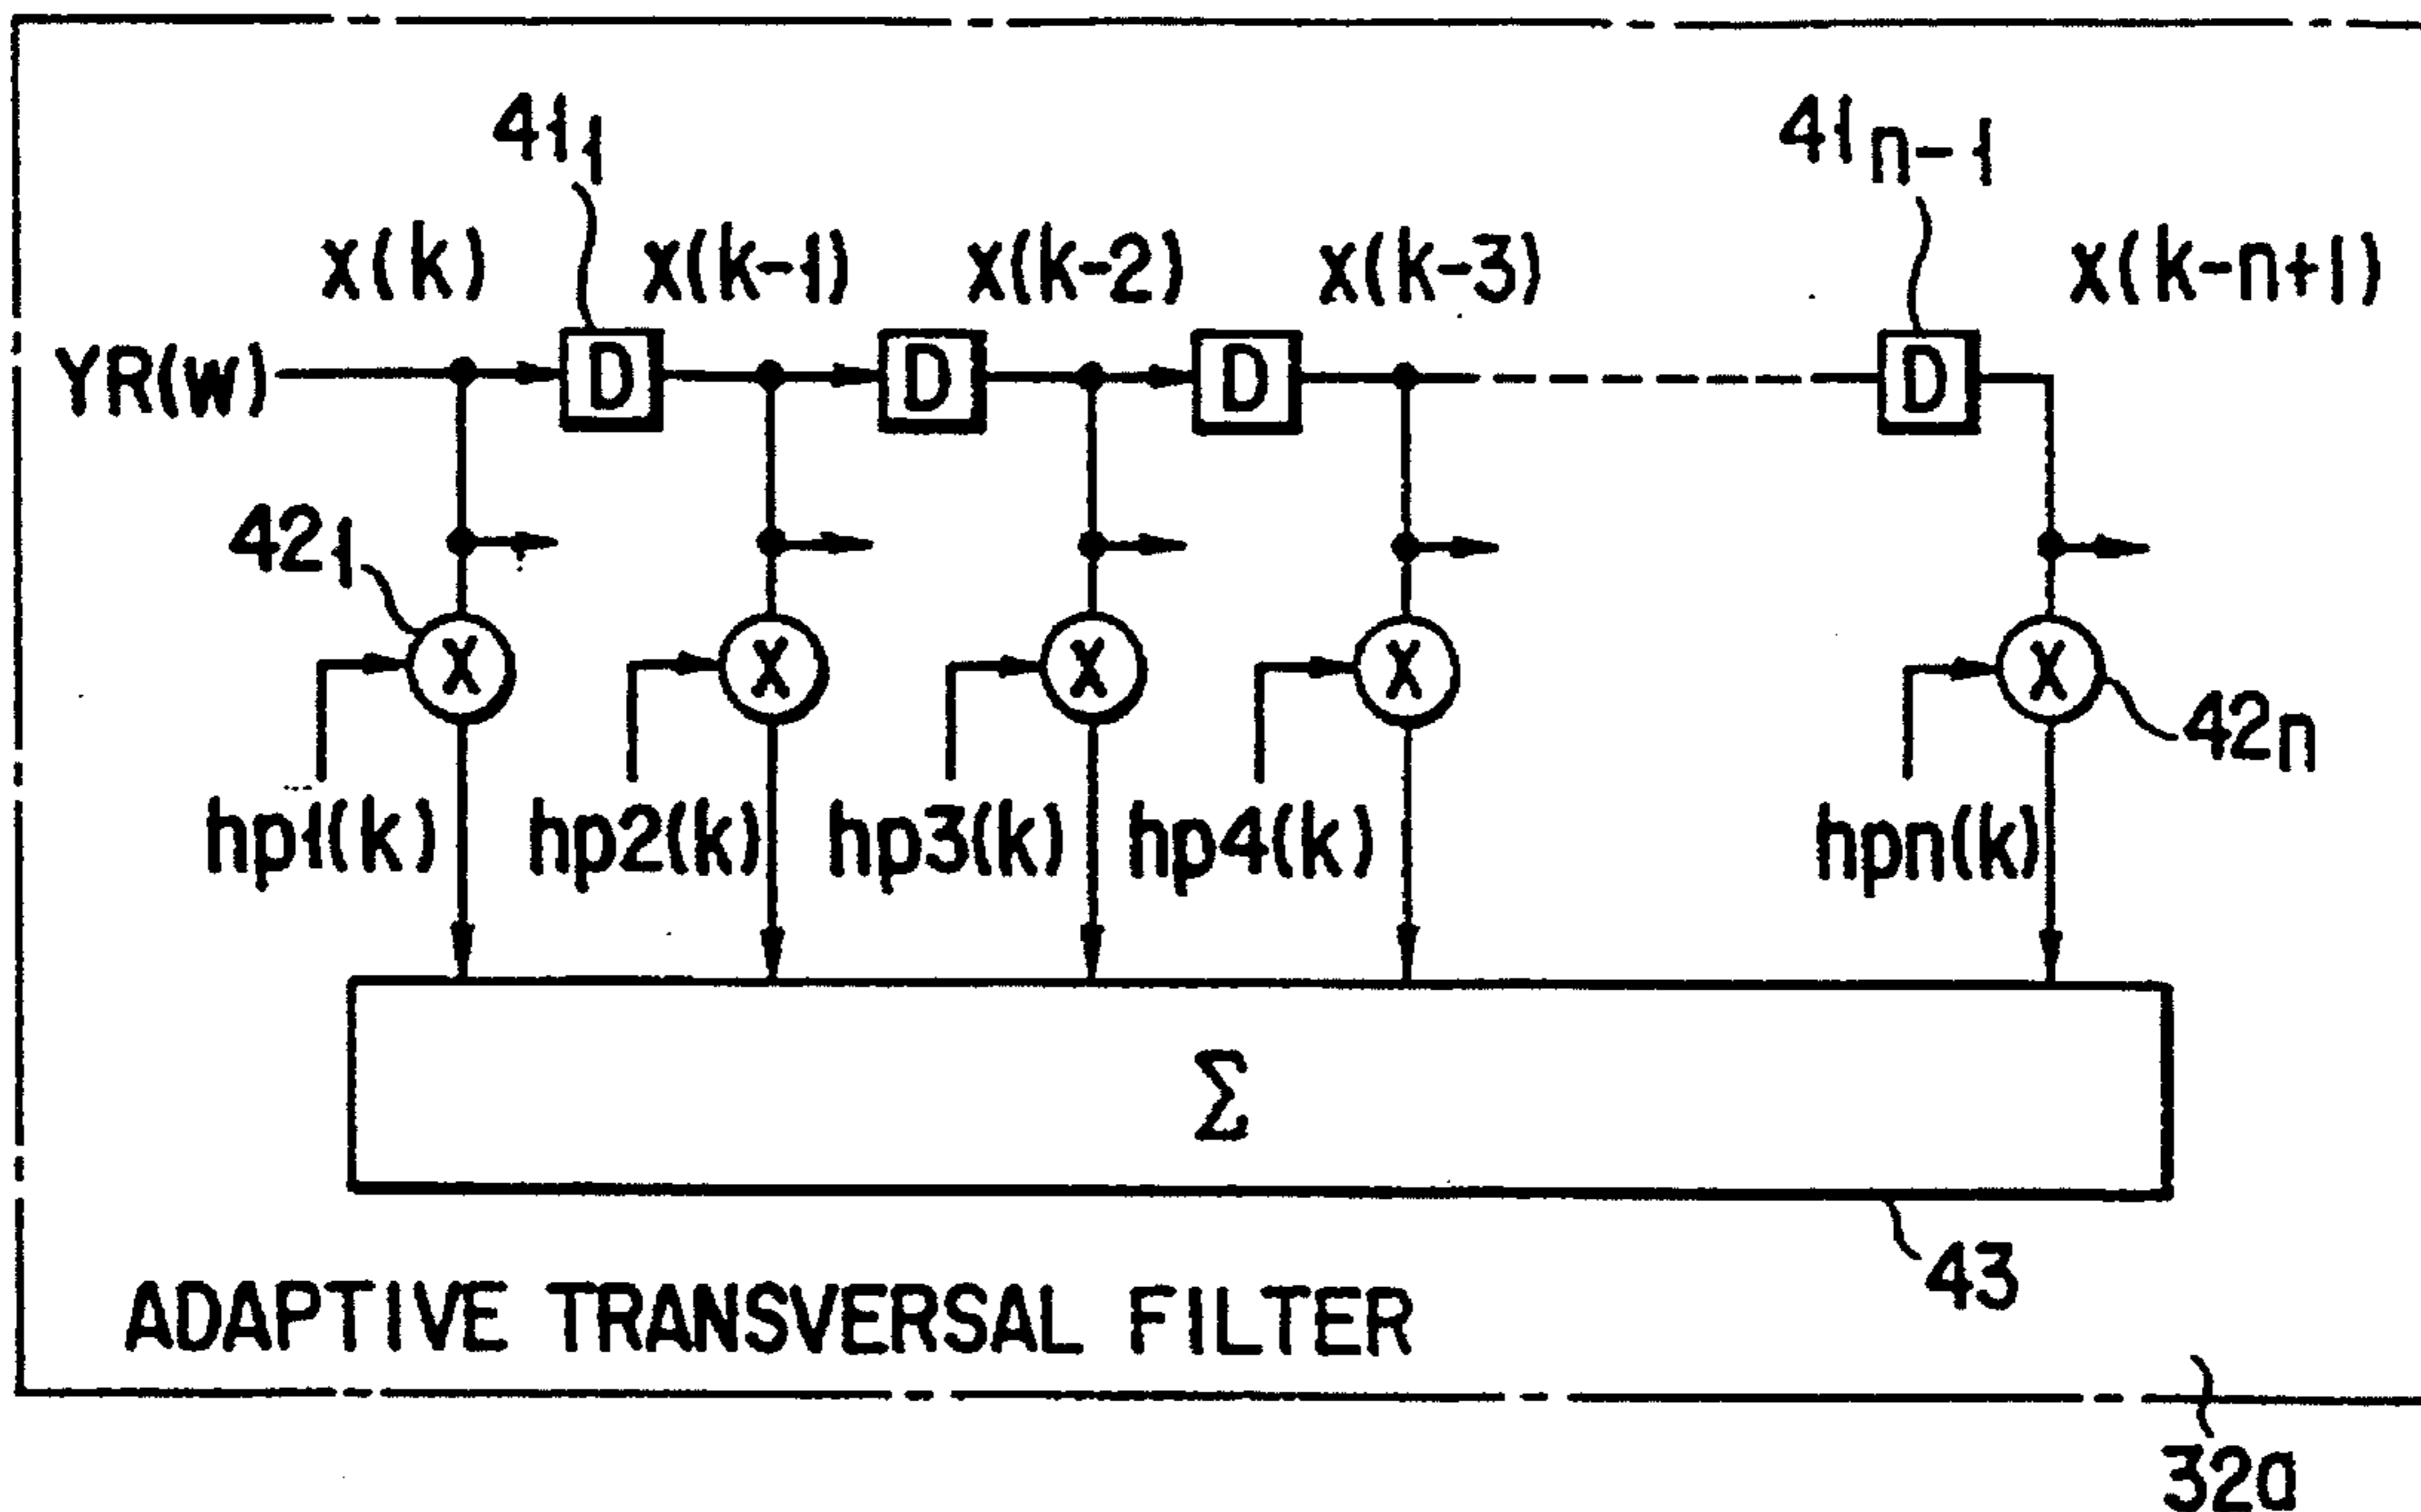 41₁ 41n-1
x(k) x(k-1) x(k-2) x(k-3) x(k-n+1)
YR(W) D D D D
42₁
X X X X X
42n
hp1(k) hp2(k) hp3(k) hp4(k) hpn(k)
Σ
43
ADAPTIVE TRANSVERSAL FILTER
32a